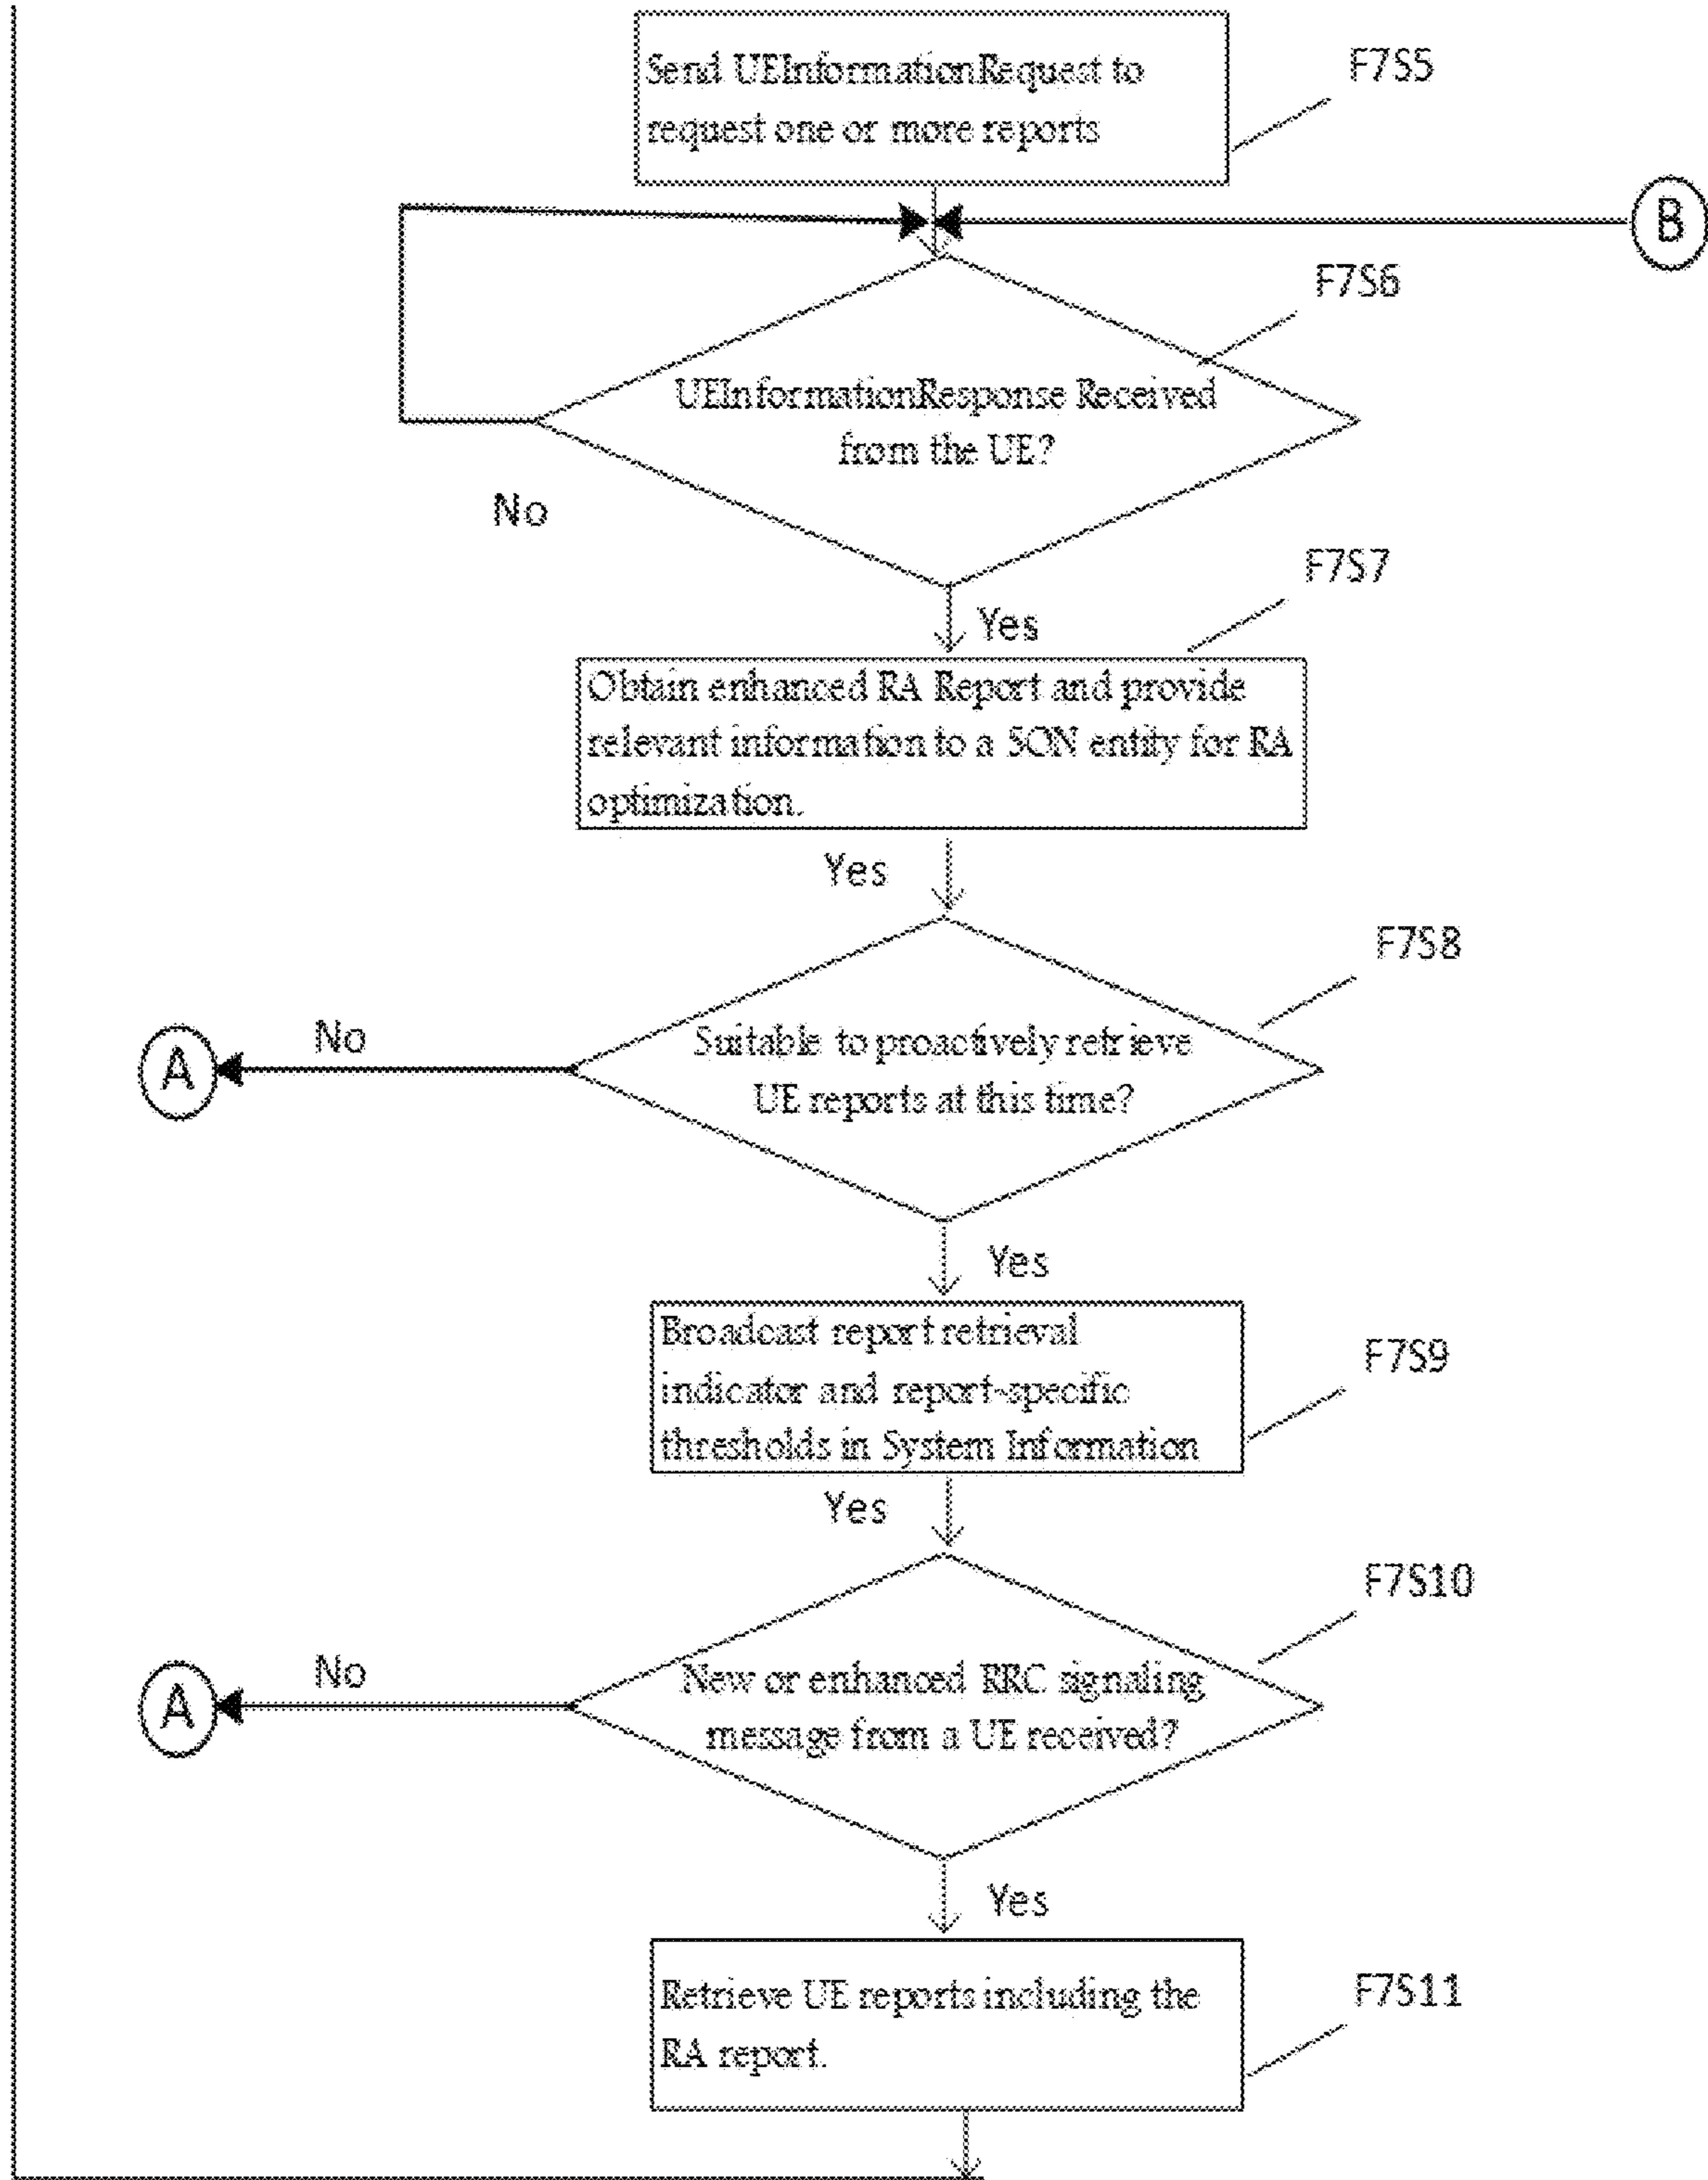 Send UEInformationRequest to
request one or more reports
F7S5
B
F7S6
UEInformationResponse Received
from the UE?
No
F7S7
Yes
Obtain enhanced RA Report and provide
relevant information to a SON entity for RA
optimization.
Yes
F7S8
Suitable to proactively retrieve
UE reports at this time?
No
A
Yes
Broadcast report retrieval
indicator and report-specific
thresholds in System Information
F7S9
Yes
F7S10
New or enhanced RRC signaling
message from a UE received?
No
A
Yes
Retrieve UE reports including the
RA report.
F7S11